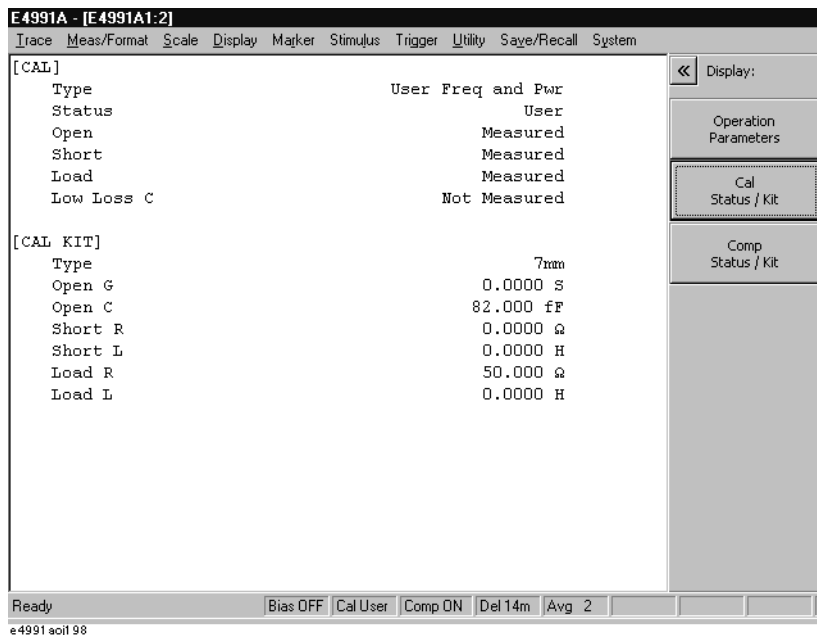 E4991A - [E4991A1:2]
Trace Meas/Format Scale Display Marker Stimulus Trigger Utility Save/Recall System
[CAL]
Type User Freq and Pwr
Status User
Open Measured
Short Measured
Load Measured
Low Loss C Not Measured
[CAL KIT]
Type 7mm
Open G 0.0000 S
Open C 82.000 fF
Short R 0.0000 Ω
Short L 0.0000 H
Load R 50.000 Ω
Load L 0.0000 H
« Display:
Operation
Parameters
Cal
Status / Kit
Comp
Status / Kit
Ready Bias OFF Cal User Comp ON Del 14m Avg 2
e4991aoi198